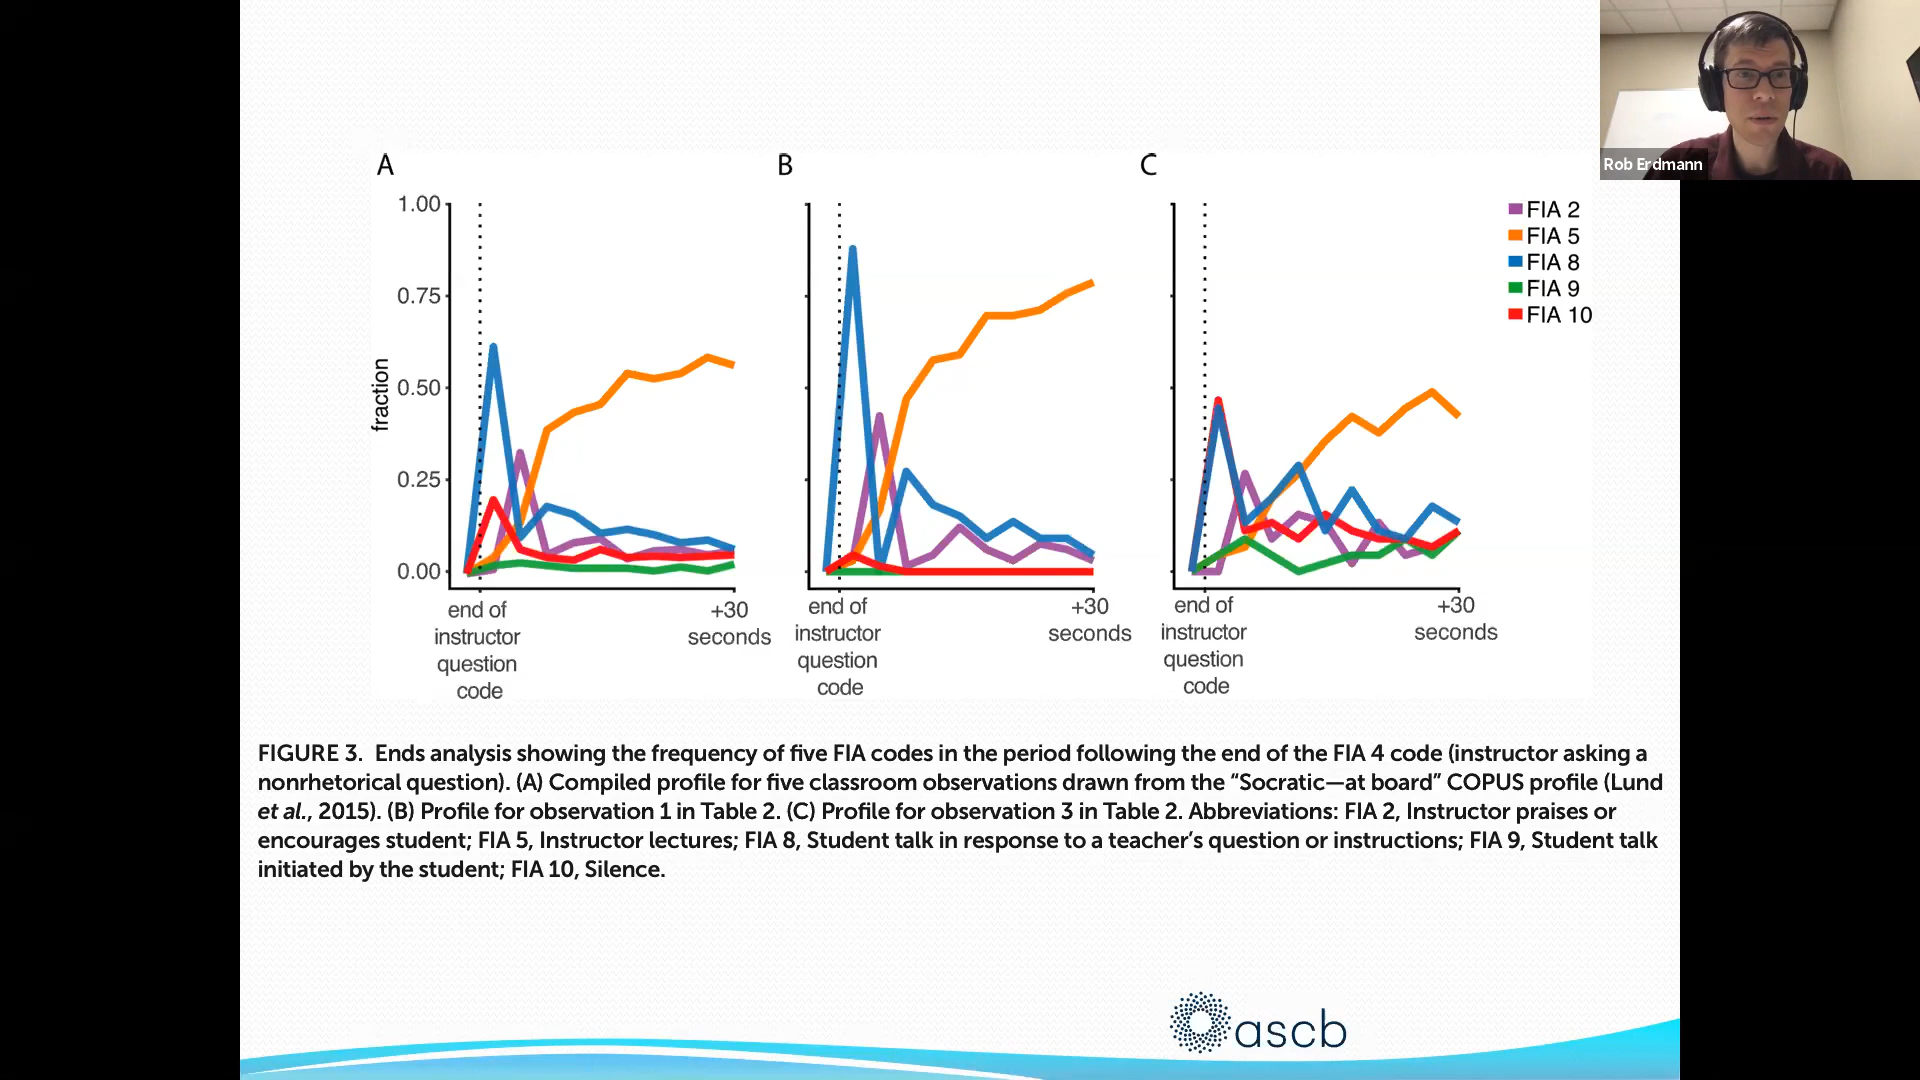 A
B
C
1.00
0.75
0.50
0.25
0.00
fraction
end of
instructor
question
code
+30
seconds
end of
instructor
question
code
+30
seconds
end of
instructor
question
code
+30
seconds
FIA 2
FIA 5
FIA 8
FIA 9
FIA 10
Rob Erdmann
FIGURE 3. Ends analysis showing the frequency of five FIA codes in the period following the end of the FIA 4 code (instructor asking a
nonrhetorical question). (A) Compiled profile for five classroom observations drawn from the “Socratic—at board” COPUS profile (Lund
et al., 2015). (B) Profile for observation 1 in Table 2. (C) Profile for observation 3 in Table 2. Abbreviations: FIA 2, Instructor praises or
encourages student; FIA 5, Instructor lectures; FIA 8, Student talk in response to a teacher’s question or instructions; FIA 9, Student talk
initiated by the student; FIA 10, Silence.
ascb